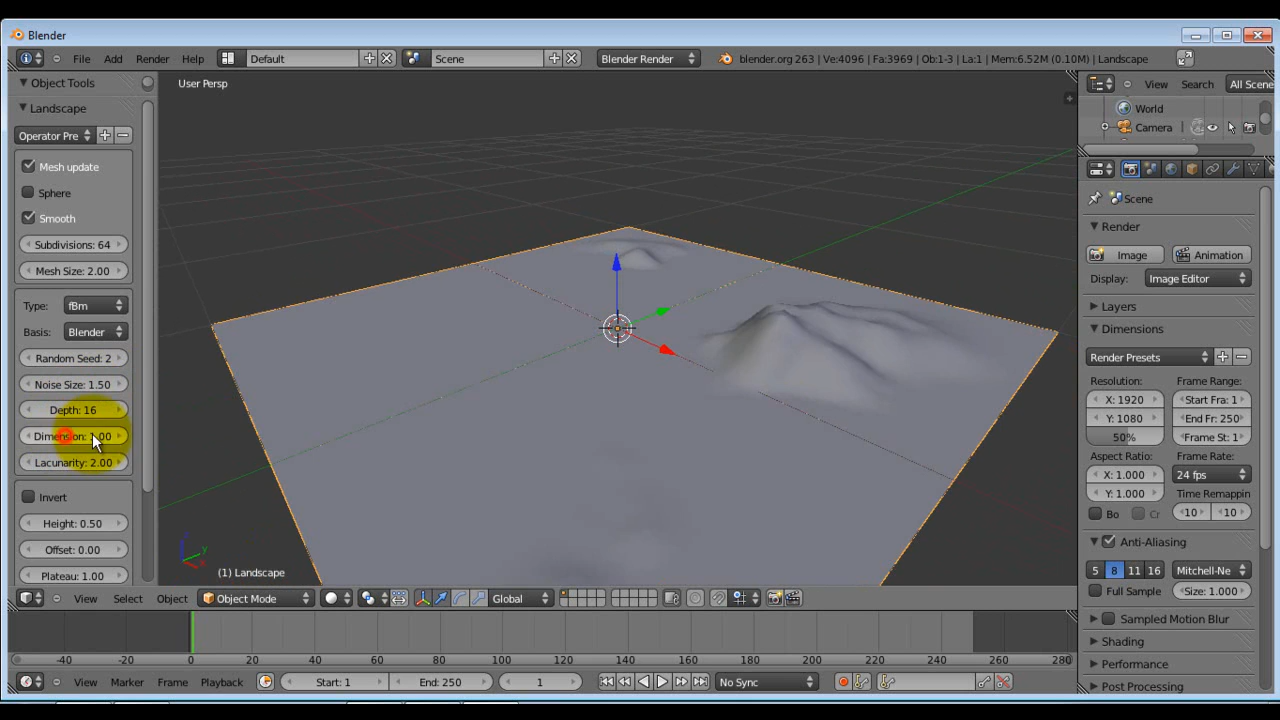 Blender
File Add Render Help Default Scene Blender Render blender.org 263 | Ve:4096 | Fa:3969 | Ob:1-3 | La:1 | Mem:6.52M (0.10M) | Landscape
Object Tools
Landscape
Operator Pre
Mesh update
Sphere
Smooth
Subdivisions: 64
Mesh Size: 2.00
Type: fBm
Basis: Blender
Random Seed: 2
Noise Size: 1.50
Depth: 16
Dimension: 1.00
Lacunarity: 2.00
Invert
Height: 0.50
Offset: 0.00
Plateau: 1.00
User Persp
(1) Landscape
View Search All Scene
World
Camera
Scene
Render
Image Animation
Display: Image Editor
Layers
Dimensions
Render Presets
Resolution: Frame Range:
X: 1920 Start Fra: 1
Y: 1080 End Fr: 250
50% Frame St: 1
Aspect Ratio: Frame Rate:
X: 1.000 24 fps
Y: 1.000 Time Remappin
Bo Cr 10 10
Anti-Aliasing
5 8 11 16 Mitchell-Ne
Full Sample Size: 1.000
Sampled Motion Blur
Shading
Performance
Post Processing
View Select Object Object Mode Global
-40 -20 0 20 40 60 80 100 120 140 160 180 200 220 240 260 280
View Marker Frame Playback Start: 1 End: 250 1 No Sync